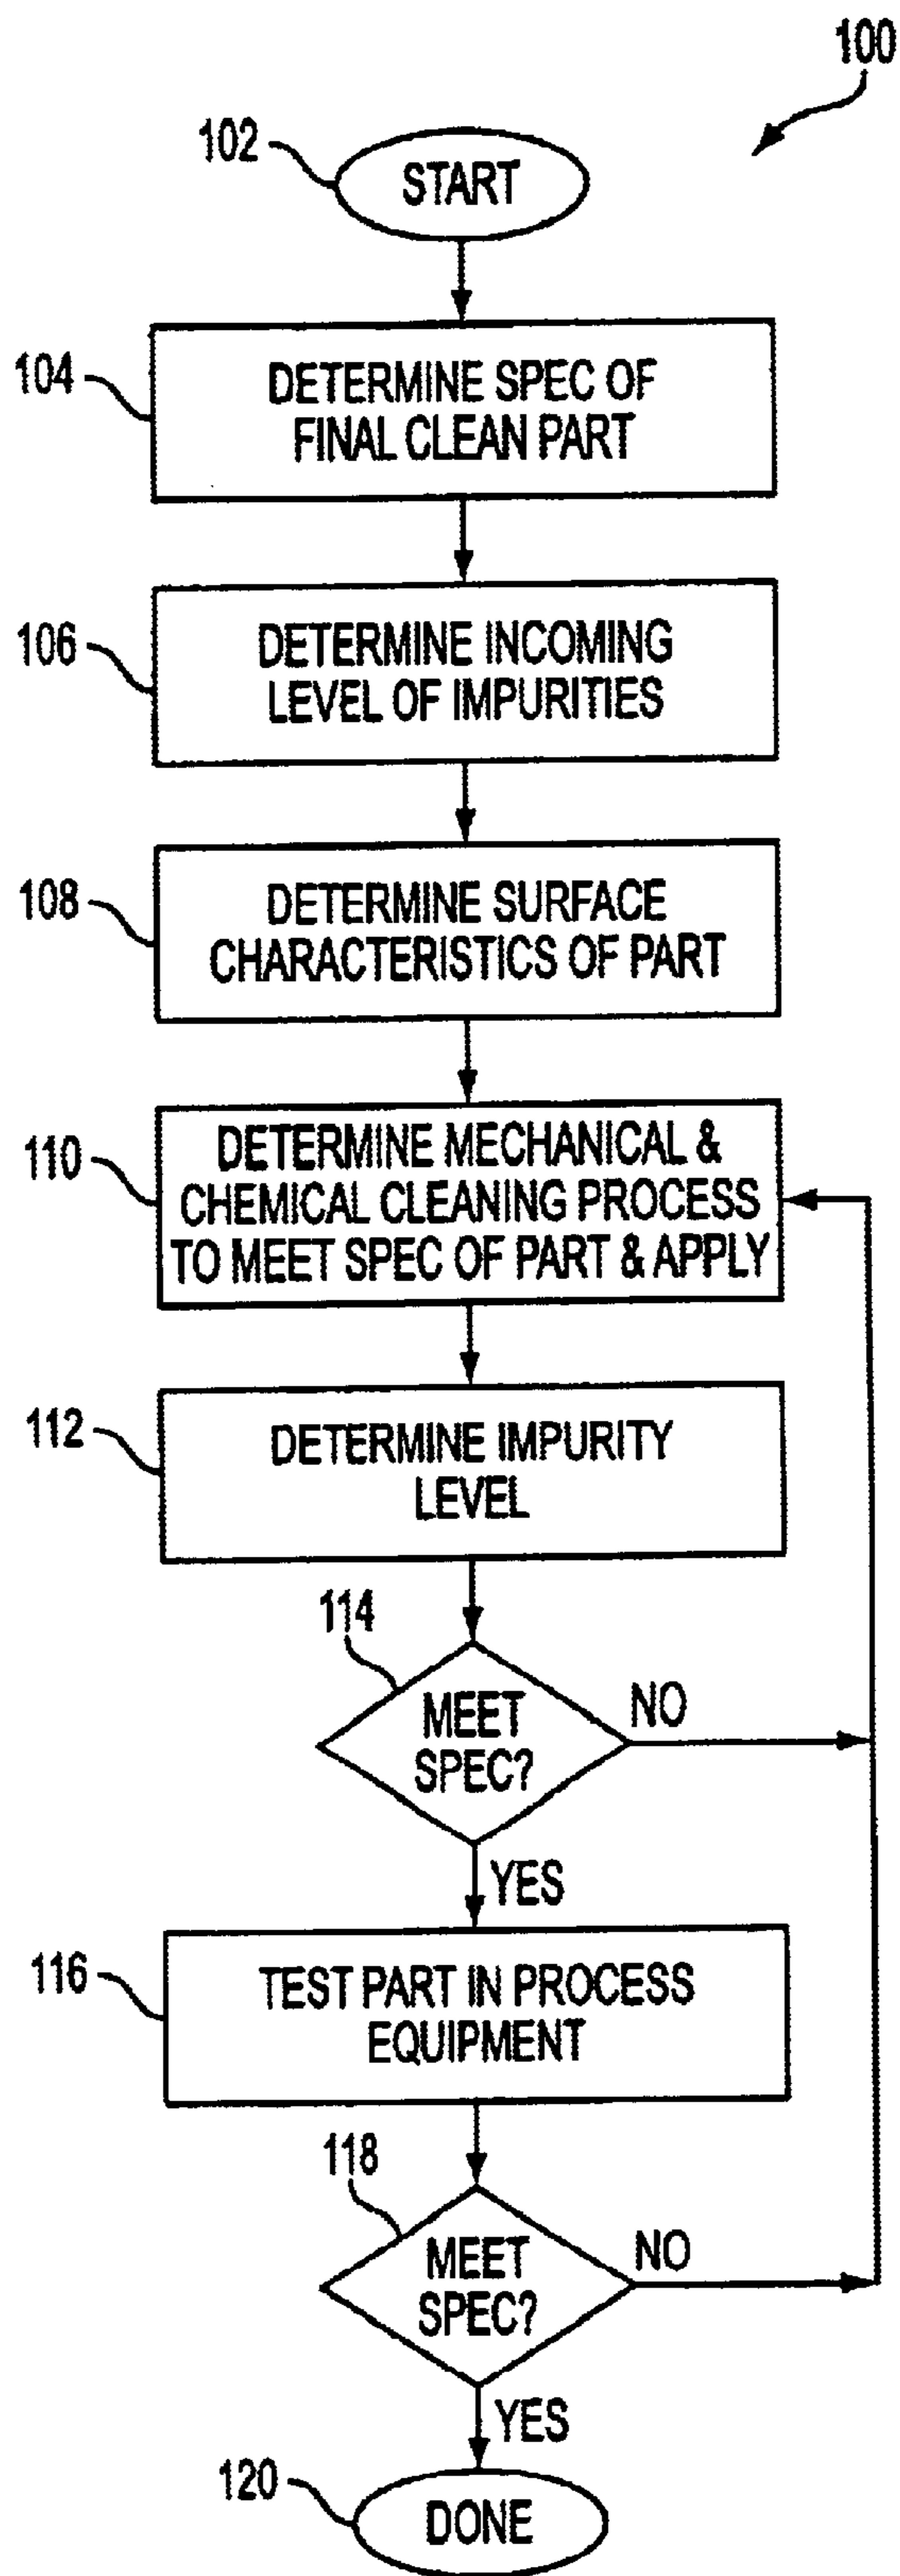 100
102
START
104
DETERMINE SPEC OF
FINAL CLEAN PART
106
DETERMINE INCOMING
LEVEL OF IMPURITIES
108
DETERMINE SURFACE
CHARACTERISTICS OF PART
110
DETERMINE MECHANICAL &
CHEMICAL CLEANING PROCESS
TO MEET SPEC OF PART & APPLY
112
DETERMINE IMPURITY
LEVEL
114
MEET
SPEC?
NO
YES
116
TEST PART IN PROCESS
EQUIPMENT
118
MEET
SPEC?
NO
YES
120
DONE